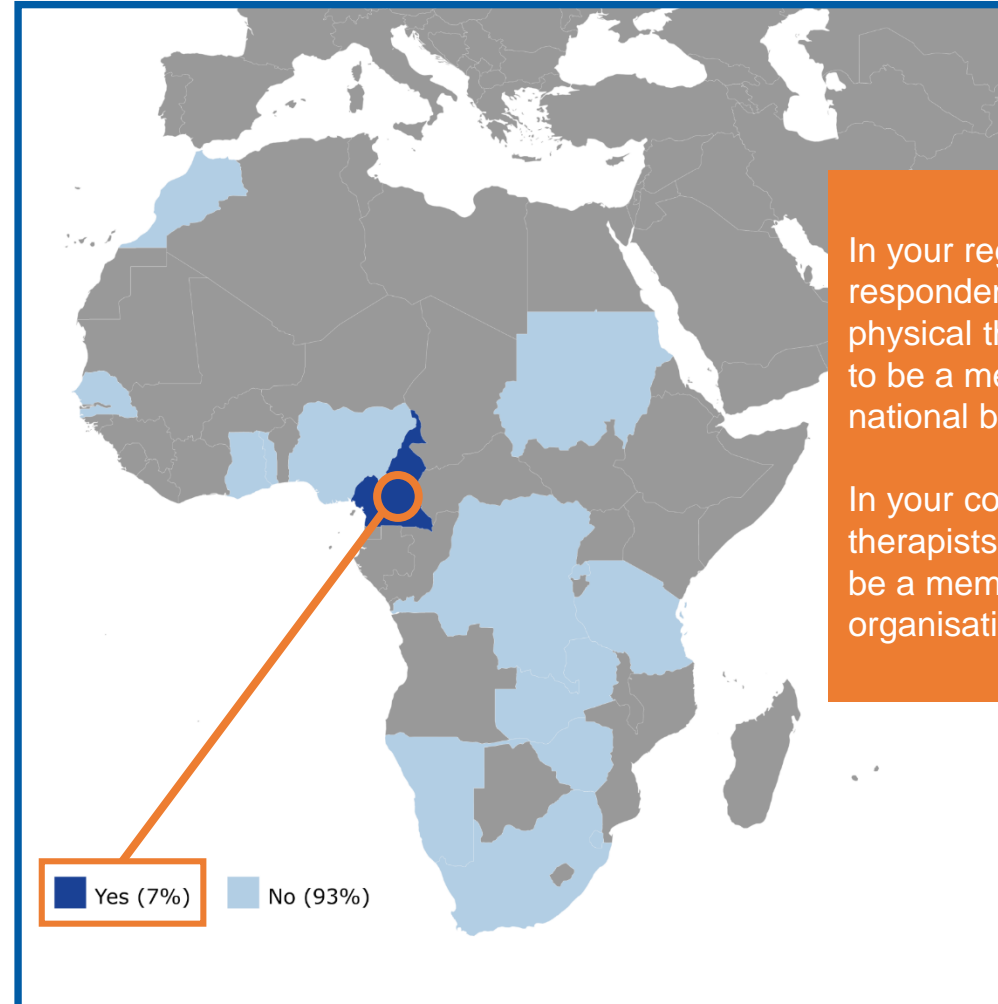 In your reg
responder
physical th
to be a me
national b
In your co
therapists
be a mem
organisati
Yes (7%)
No (93%)